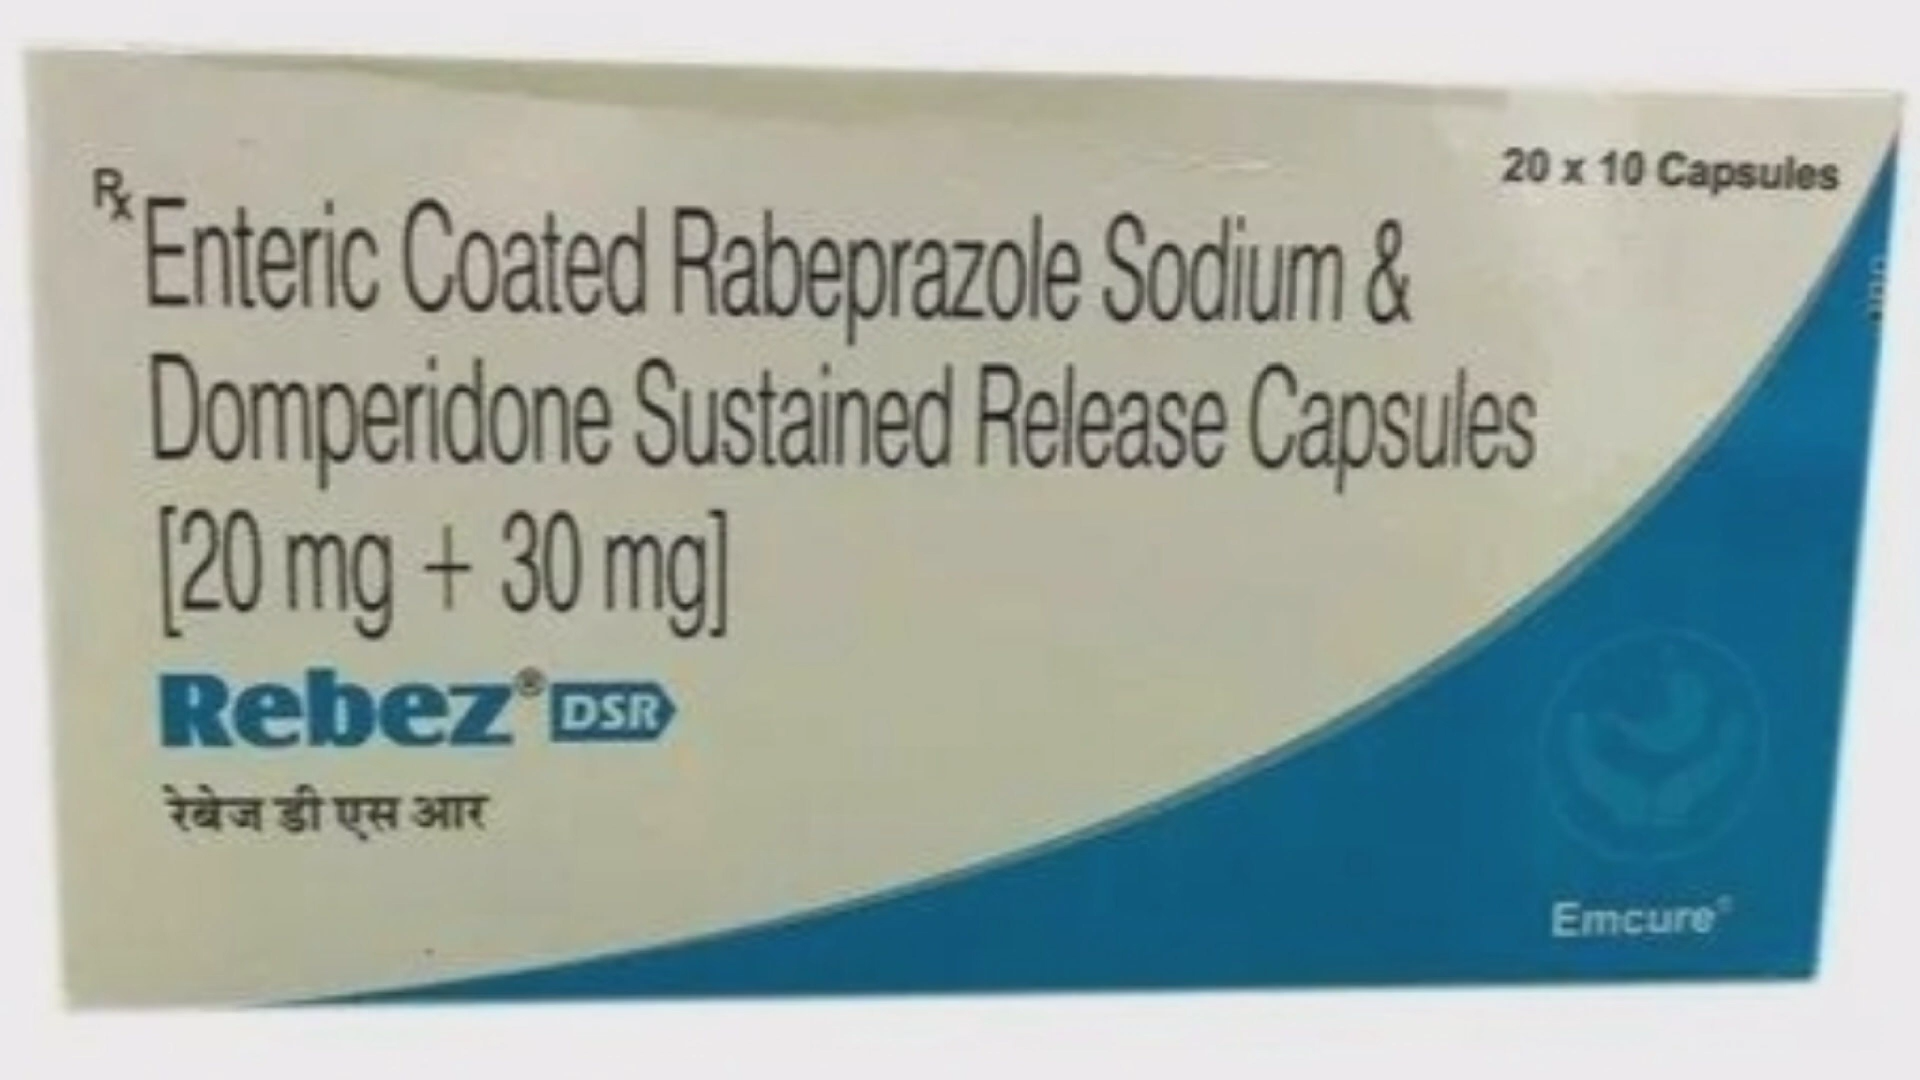 20 x 10 Capsules
Rx Enteric Coated Rabeprazole Sodium &
Domperidone Sustained Release Capsules
[20 mg + 30 mg]
Rebez® DSR
रेबेज डी एस आर
Emcure®